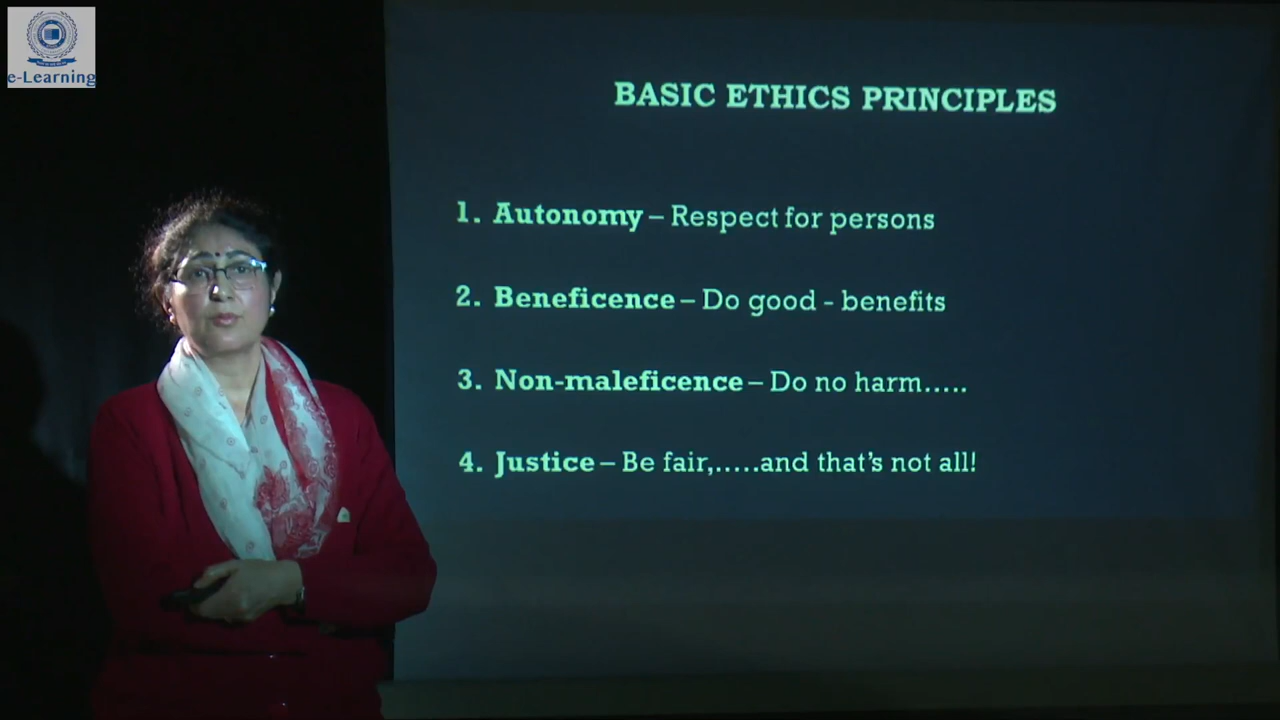 e-Learning
BASIC ETHICS PRINCIPLES
1. Autonomy – Respect for persons
2. Beneficence – Do good - benefits
3. Non-maleficence – Do no harm.....
4. Justice – Be fair,.....and that's not all!